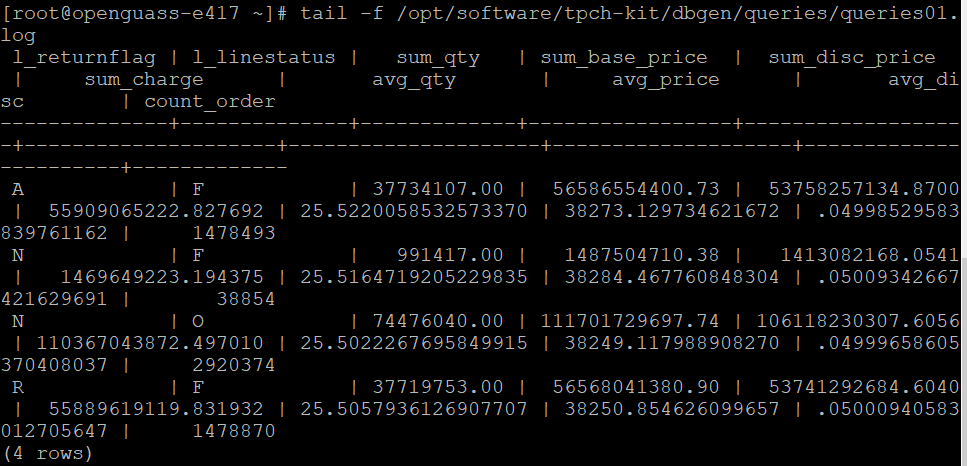 [root@openguass-e417 ~]# tail -f /opt/software/tpch-kit/dbgen/queries/queries01.
log
 l_returnflag | l_linestatus |   sum_qty   | sum_base_price  |  sum_disc_price
 |     sum_charge      |       avg_qty       |     avg_price      |       avg_di
sc        | count_order
--------------+--------------+-------------+-----------------+------------------
-+---------------------+---------------------+--------------------+-------------
----------+-------------
 A            | F            | 37734107.00 |  56586554400.73 |  53758257134.8700
 |  55909065222.827692 | 25.5220058532573370 | 38273.129734621672 | .04998529583
839761162 |     1478493
 N            | F            |   991417.00 |   1487504710.38 |   1413082168.0541
 |   1469649223.194375 | 25.5164719205229835 | 38284.467760848304 | .05009342667
421629691 |       38854
 N            | O            | 74476040.00 | 111701729697.74 | 106118230307.6056
 | 110367043872.497010 | 25.5022267695849915 | 38249.117988908270 | .04999658605
370408037 |     2920374
 R            | F            | 37719753.00 |  56568041380.90 |  53741292684.6040
 |  55889619119.831932 | 25.5057936126907707 | 38250.854626099657 | .05000940583
012705647 |     1478870
(4 rows)